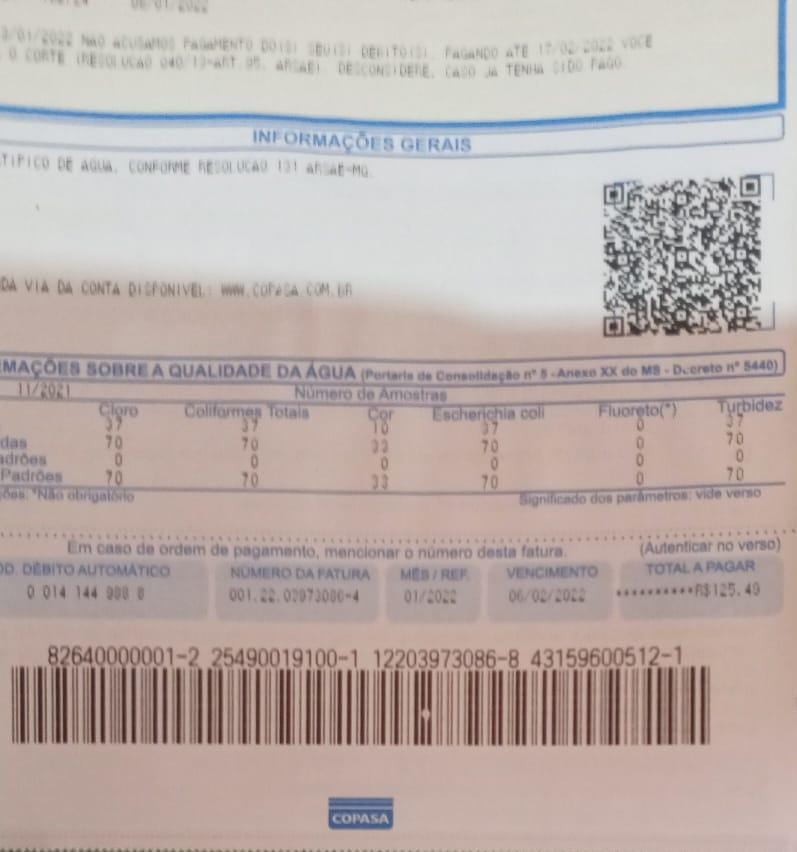 06/01/2022
3/01/2022 NAO ACUSAMOS PAGAMENTO DO(S) SEU(S) DEBITO(S). PAGANDO ATE 17/02/2022 VOCE
O CORTE (RESOLUCAO 040/13-ART.95, ARSAE). DESCONSIDERE, CASO JA TENHA SIDO PAGO.
INFORMAÇÕES GERAIS
TIPICO DE AGUA, CONFORME RESOLUCAO 131 ARSAE-MG.
DA VIA DA CONTA DISPONIVEL: WWW.COPASA.COM.BR
MAÇÕES SOBRE A QUALIDADE DA ÁGUA (Portaria de Consolidação nº 5 - Anexo XX do MS - Decreto nº 5440)
11/2021 Número de Amostras
Cloro Coliformes Totais Cor Escherichia coli Fluoreto(*) Turbidez
37 37 10 37 0 37
das 70 70 33 70 0 70
adrões 0 0 0 0 0 0
Padrões 70 70 33 70 0 70
ções: *Não obrigatório Significado dos parâmetros: vide verso
Em caso de ordem de pagamento, mencionar o número desta fatura. (Autenticar no verso)
OD. DÉBITO AUTOMÁTICO NÚMERO DA FATURA MÊS / REF. VENCIMENTO TOTAL A PAGAR
0 014 144 988 8 001.22.03973086-4 01/2022 06/02/2022 **********R$125.49
82640000001-2 25490019100-1 12203973086-8 43159600512-1
COPASA